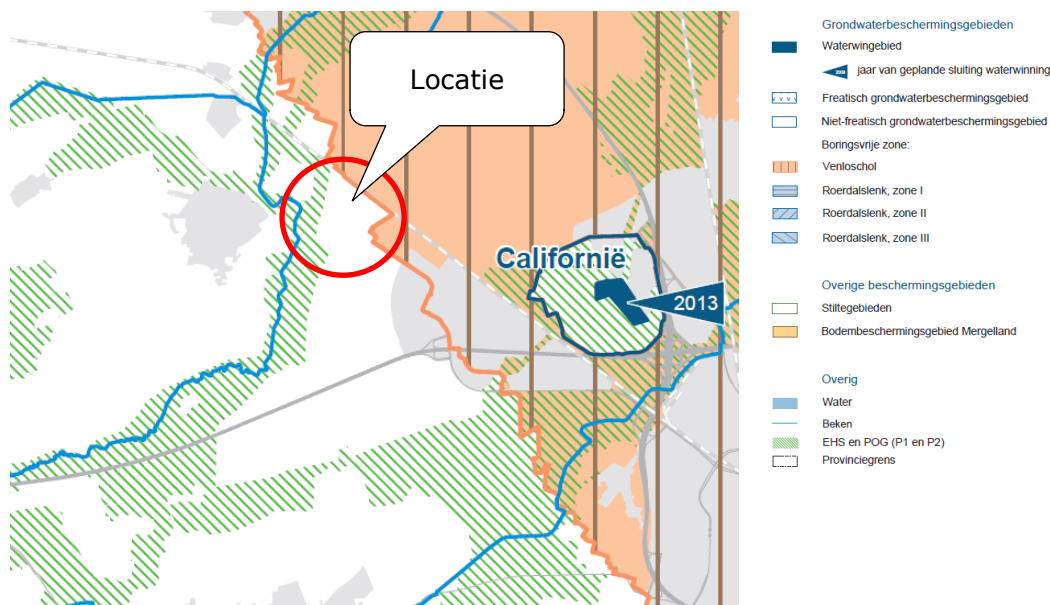 Locatie
Californië
2013
Grondwaterbeschermingsgebieden
Waterwingebied
jaar van geplande sluiting waterwinning
Freatisch grondwaterbeschermingsgebied
Niet-freatisch grondwaterbeschermingsgebied
Boringsvrije zone:
Venloschol
Roerdalslenk, zone I
Roerdalslenk, zone II
Roerdalslenk, zone III
Overige beschermingsgebieden
Stiltegebieden
Bodembeschermingsgebied Mergelland
Overig
Water
Beken
EHS en POG (P1 en P2)
Provinciegrens